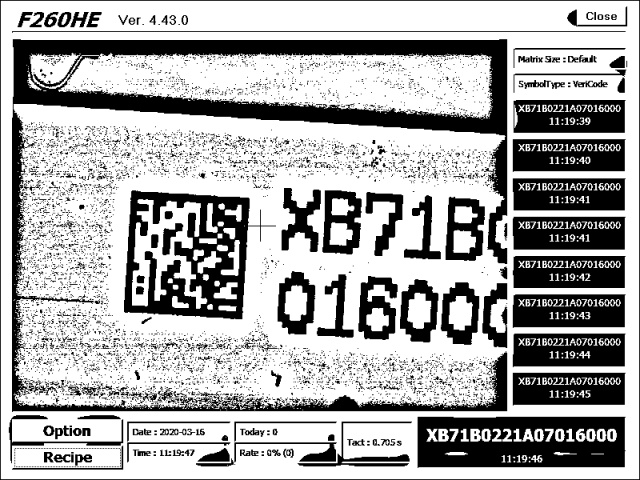 F260HE Ver. 4.43.0
Close
Matrix Size : Default
SymbolType : VeriCode
XB71B0221A07016000
11:19:39
XB71B0221A07016000
11:19:40
XB71B0221A07016000
11:19:41
XB71B0221A07016000
11:19:41
XB71B0221A07016000
11:19:42
XB71B0221A07016000
11:19:43
XB71B0221A07016000
11:19:44
XB71B0221A07016000
11:19:45
XB71B0
016000
Option
Recipe
Date : 2020-03-16
Time : 11:19:47
Today : 0
Rate : 0% (0)
Tact : 0.705 s
XB71B0221A07016000
11:19:46